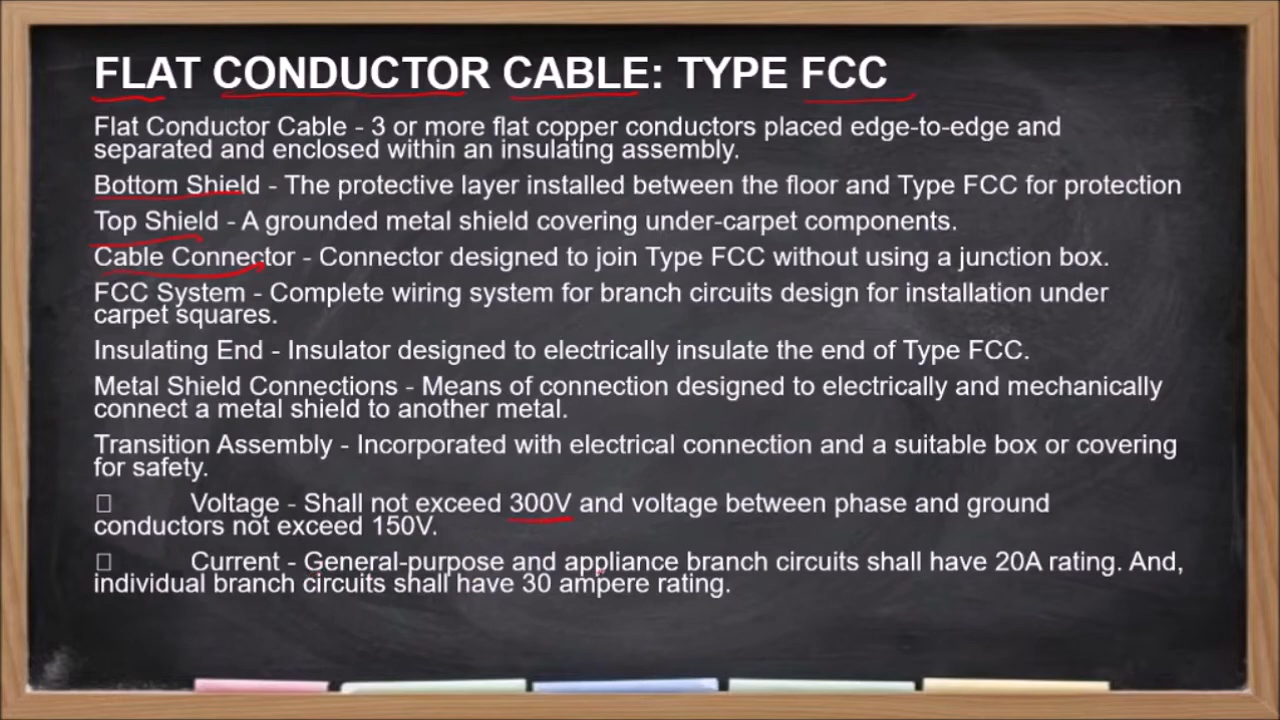 FLAT CONDUCTOR CABLE: TYPE FCC
Flat Conductor Cable - 3 or more flat copper conductors placed edge-to-edge and
separated and enclosed within an insulating assembly.
Bottom Shield - The protective layer installed between the floor and Type FCC for protection
Top Shield - A grounded metal shield covering under-carpet components.
Cable Connector - Connector designed to join Type FCC without using a junction box.
FCC System - Complete wiring system for branch circuits design for installation under
carpet squares.
Insulating End - Insulator designed to electrically insulate the end of Type FCC.
Metal Shield Connections - Means of connection designed to electrically and mechanically
connect a metal shield to another metal.
Transition Assembly - Incorporated with electrical connection and a suitable box or covering
for safety.
Voltage - Shall not exceed 300V and voltage between phase and ground
conductors not exceed 150V.
Current - General-purpose and appliance branch circuits shall have 20A rating. And,
individual branch circuits shall have 30 ampere rating.